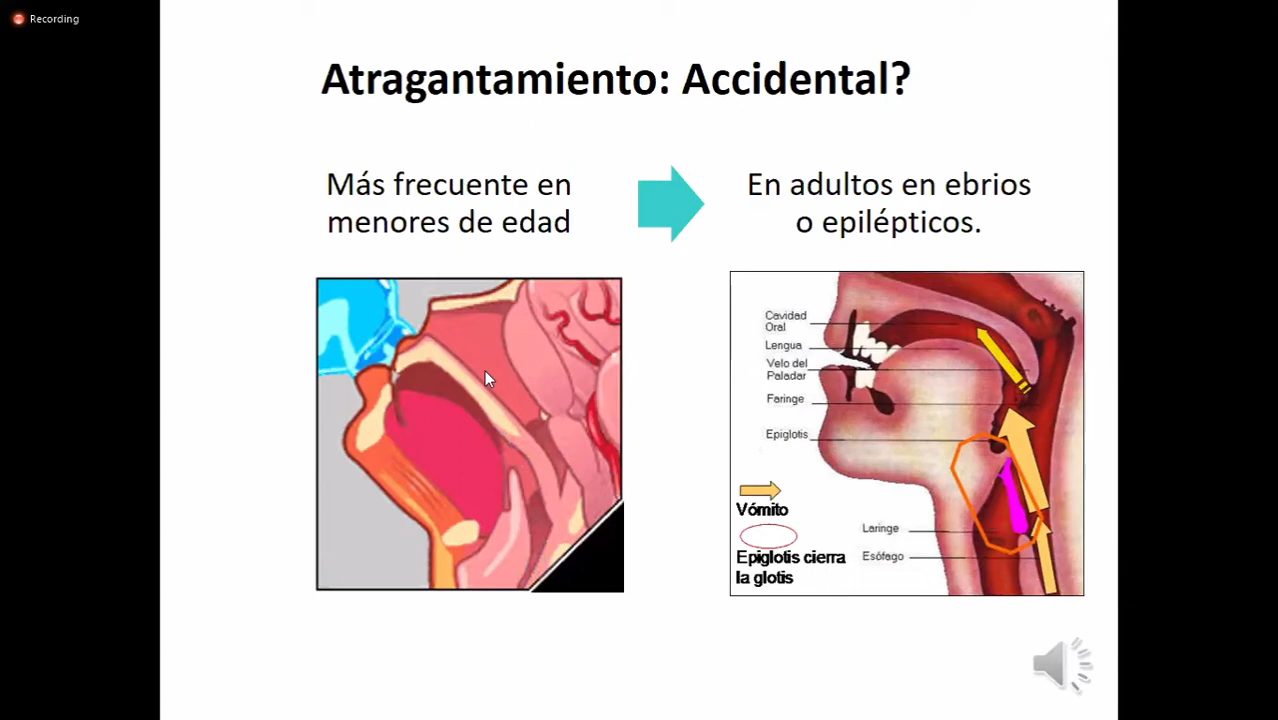 Recording
Atragantamiento: Accidental?
Más frecuente en
menores de edad
En adultos en ebrios
o epilépticos.
Cavidad
Oral
Lengua
Velo del
Paladar
Faringe
Epiglotis
Vómito
Epiglotis cierra
la glotis
Laringe
Esófago